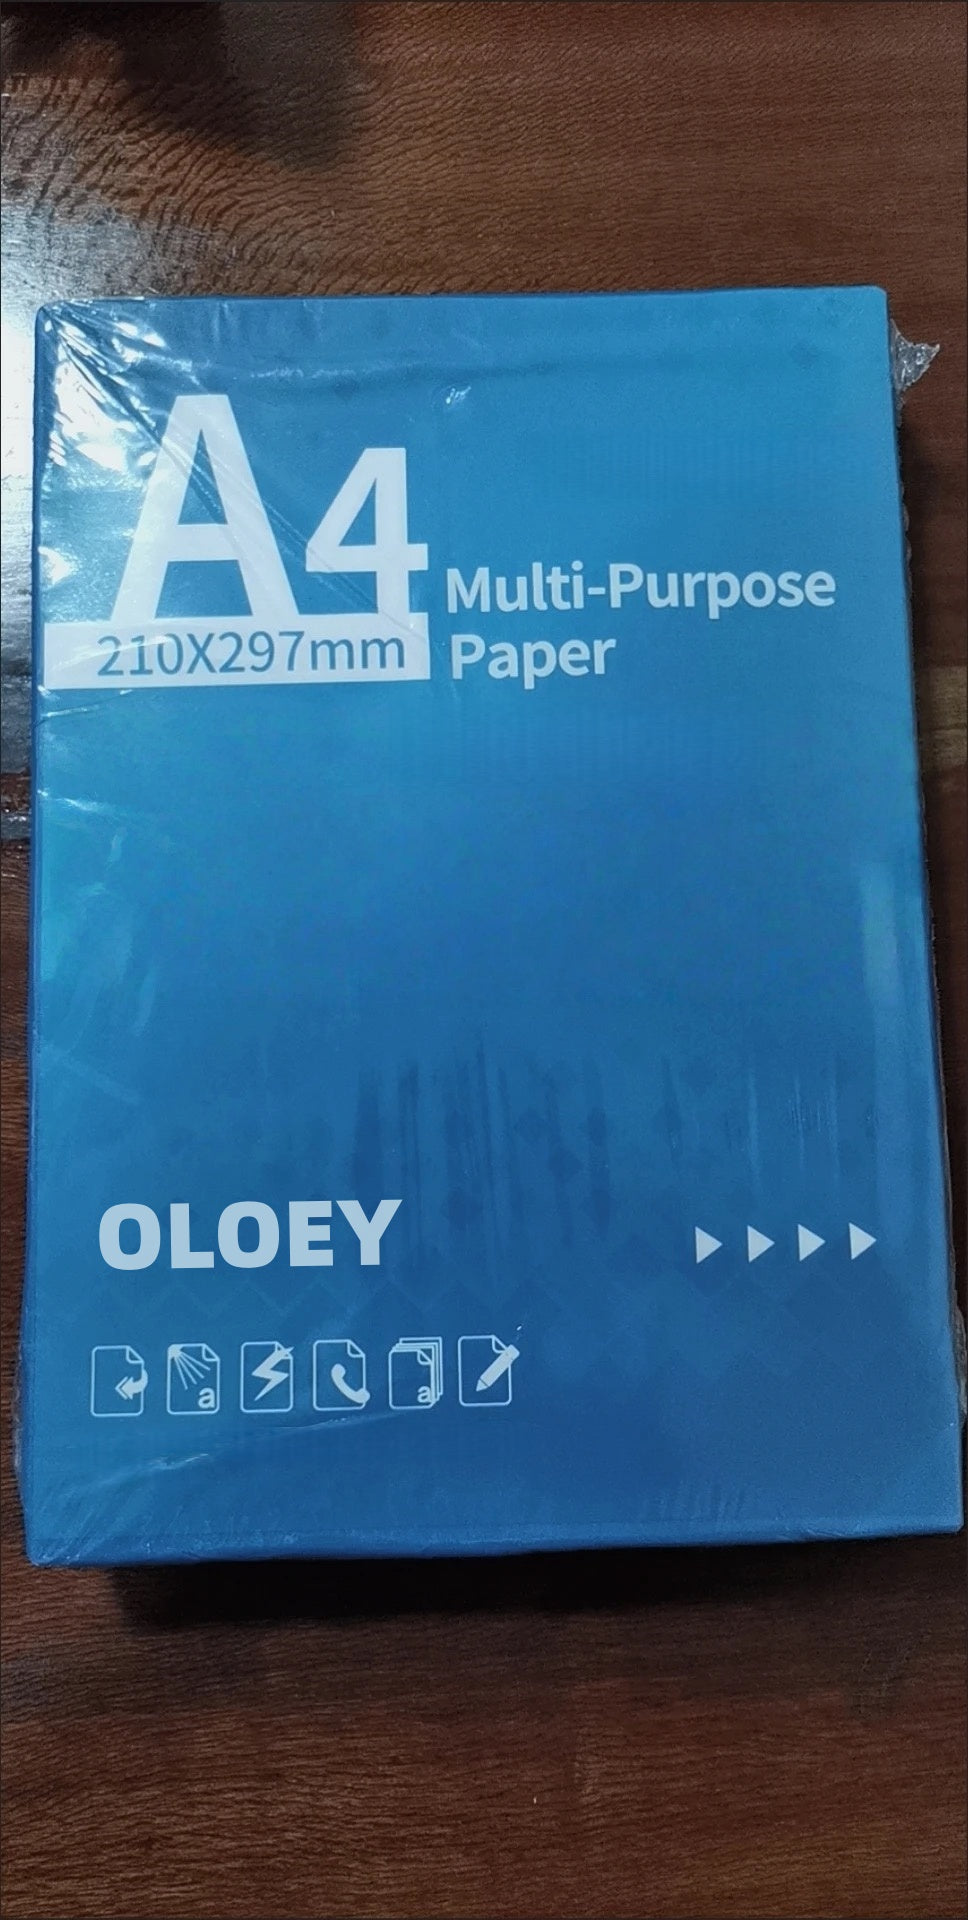 A4
210X297mm
Multi-Purpose
Paper
OLOEY
a
a